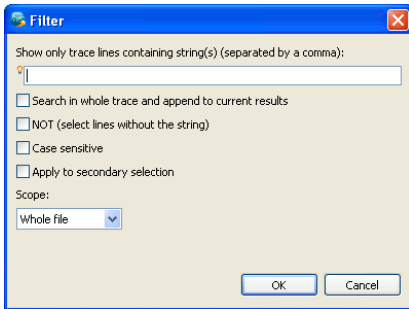 Filter
Show only trace lines containing string(s) (separated by a comma):
Search in whole trace and append to current results
NOT (select lines without the string)
Case sensitive
Apply to secondary selection
Scope:
Whole file
OK Cancel